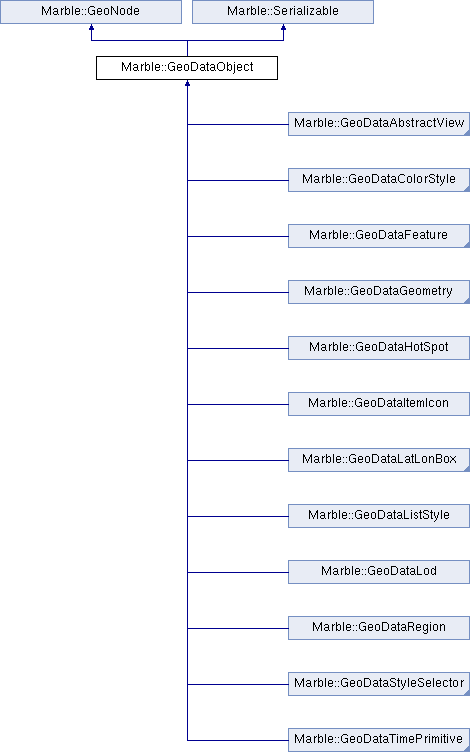 Marble::GeoNode
Marble::Serializable
Marble::GeoDataObject
Marble::GeoDataAbstractView
Marble::GeoDataColorStyle
Marble::GeoDataFeature
Marble::GeoDataGeometry
Marble::GeoDataHotSpot
Marble::GeoDataItemIcon
Marble::GeoDataLatLonBox
Marble::GeoDataListStyle
Marble::GeoDataLod
Marble::GeoDataRegion
Marble::GeoDataStyleSelector
Marble::GeoDataTimePrimitive